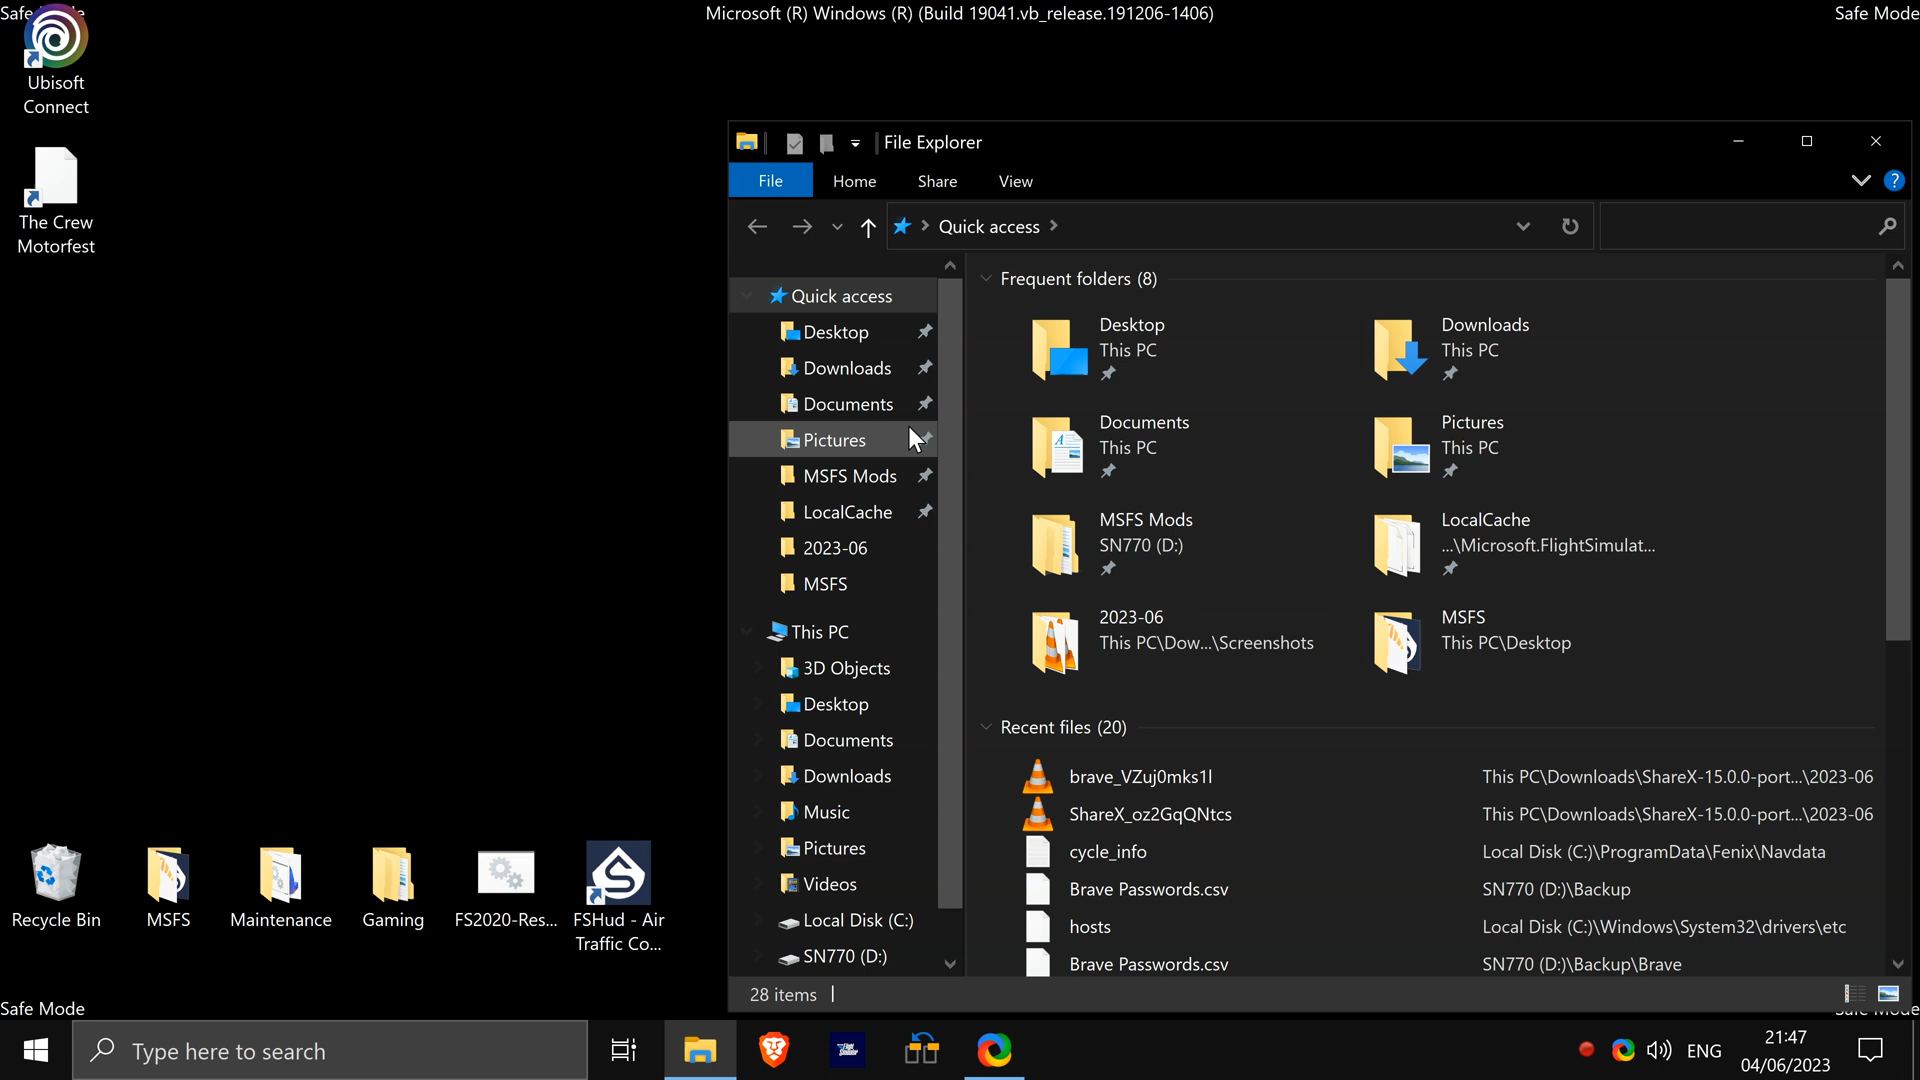 Safe Mode
Microsoft (R) Windows (R) (Build 19041.vb_release.191206-1406)
Safe Mode
Ubisoft
Connect
The Crew
Motorfest
File Explorer
File
Home
Share
View
Quick access
Quick access
Desktop
Downloads
Documents
Pictures
MSFS Mods
LocalCache
2023-06
MSFS
This PC
3D Objects
Desktop
Documents
Downloads
Music
Pictures
Videos
Local Disk (C:)
SN770 (D:)
Frequent folders (8)
Desktop
This PC
Downloads
This PC
Documents
This PC
Pictures
This PC
MSFS Mods
SN770 (D:)
LocalCache
...\Microsoft.FlightSimulat...
2023-06
This PC\Dow...\Screenshots
MSFS
This PC\Desktop
Recent files (20)
brave_VZuj0mks1l
This PC\Downloads\ShareX-15.0.0-port...\2023-06
ShareX_oz2GqQNtcs
This PC\Downloads\ShareX-15.0.0-port...\2023-06
cycle_info
Local Disk (C:)\ProgramData\Fenix\Navdata
Brave Passwords.csv
SN770 (D:)\Backup
hosts
Local Disk (C:)\Windows\System32\drivers\etc
Brave Passwords.csv
SN770 (D:)\Backup\Brave
28 items
Recycle Bin
MSFS
Maintenance
Gaming
FS2020-Res...
FSHud - Air
Traffic Co...
Safe Mode
Safe Mode
Type here to search
ENG
21:47
04/06/2023